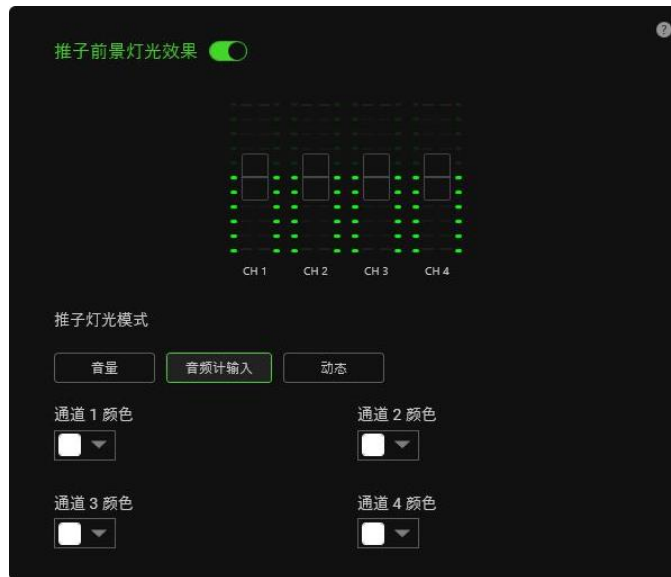 推子前景灯光效果
?
CH 1 CH 2 CH 3 CH 4
推子灯光模式
音量 音频计输入 动态
通道 1 颜色 通道 2 颜色
通道 3 颜色 通道 4 颜色